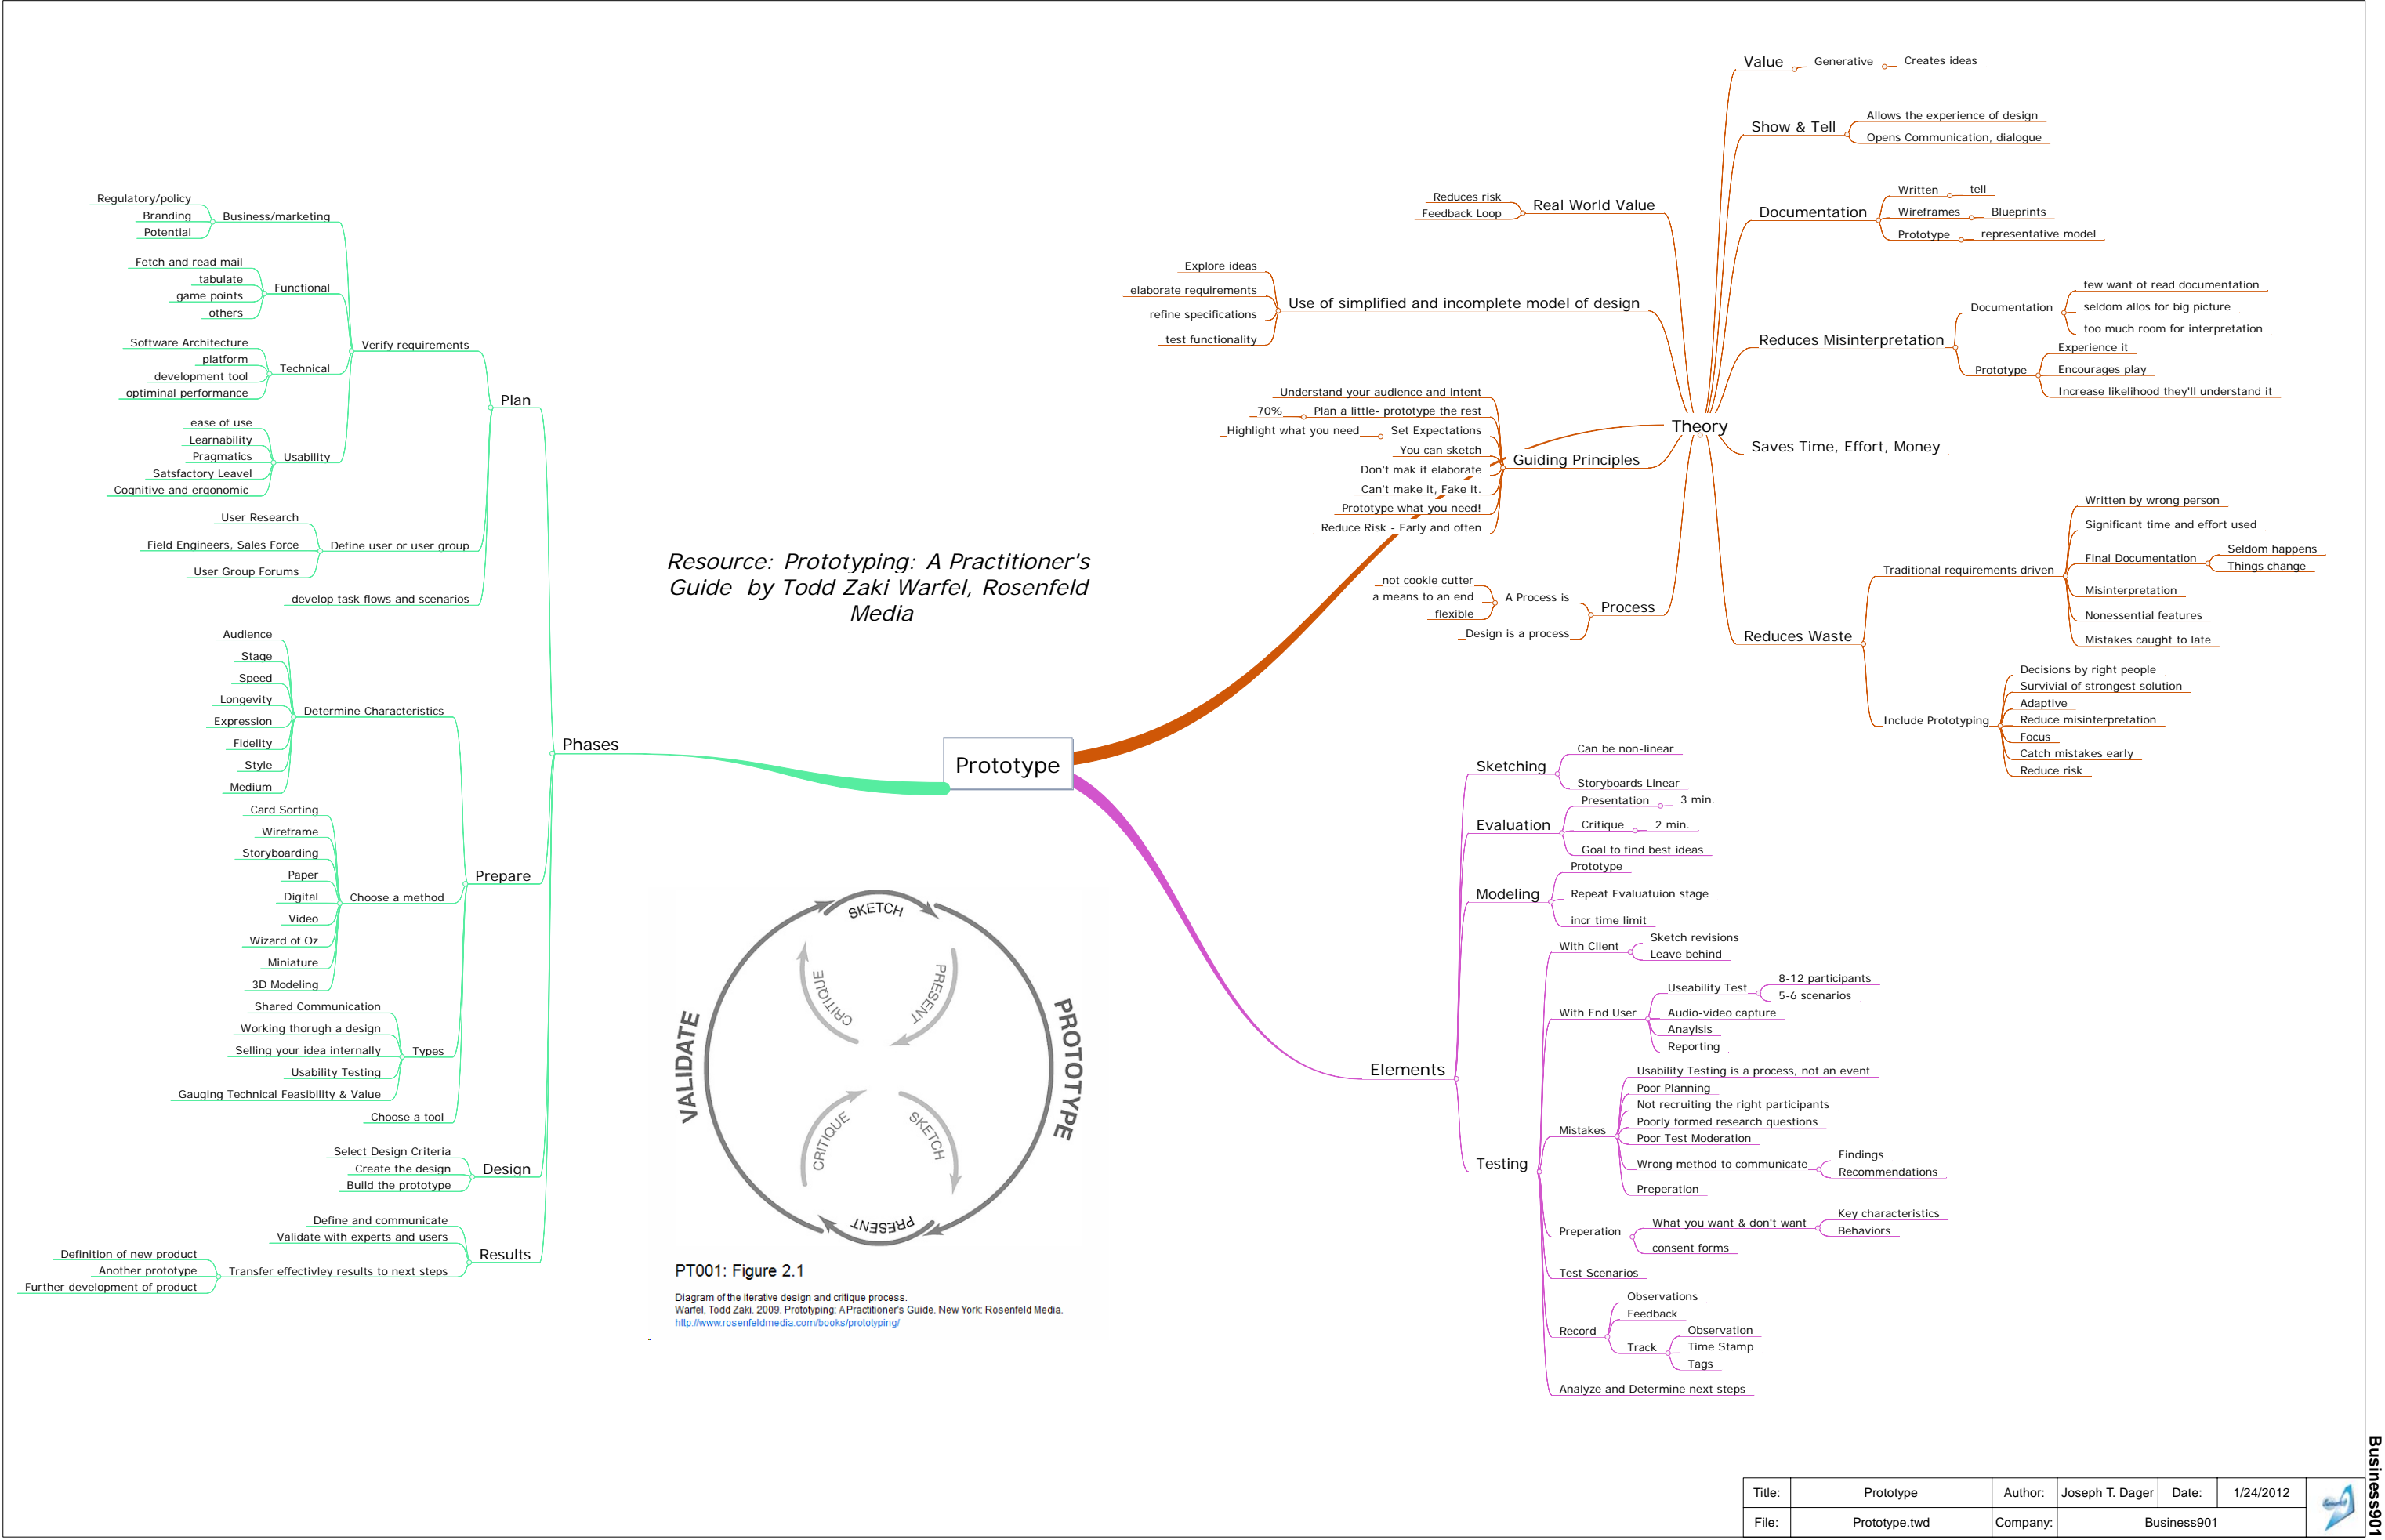 Value
Generative
Creates ideas
Show & Tell
Allows the experience of design
Opens Communication, dialogue
Documentation
Written
tell
Wireframes
Blueprints
Prototype
representative model
Reduces Misinterpretation
Documentation
few want ot read documentation
seldom allos for big picture
too much room for interpretation
Prototype
Experience it
Encourages play
Increase likelihood they'll understand it
Theory
Saves Time, Effort, Money
Reduces Waste
Traditional requirements driven
Written by wrong person
Significant time and effort used
Final Documentation
Seldom happens
Things change
Misinterpretation
Nonessential features
Mistakes caught to late
Include Prototyping
Decisions by right people
Survivial of strongest solution
Adaptive
Reduce misinterpretation
Focus
Catch mistakes early
Reduce risk
Real World Value
Reduces risk
Feedback Loop
Use of simplified and incomplete model of design
Explore ideas
elaborate requirements
refine specifications
test functionality
Guiding Principles
Understand your audience and intent
Plan a little- prototype the rest
70%
Set Expectations
Highlight what you need
You can sketch
Don't mak it elaborate
Can't make it, Fake it.
Prototype what you need!
Reduce Risk - Early and often
Process
A Process is
not cookie cutter
a means to an end
flexible
Design is a process
Resource: Prototyping: A Practitioner's
Guide by Todd Zaki Warfel, Rosenfeld
Media
Prototype
Phases
Plan
Verify requirements
Business/marketing
Regulatory/policy
Branding
Potential
Functional
Fetch and read mail
tabulate
game points
others
Technical
Software Architecture
platform
development tool
optiminal performance
Usability
ease of use
Learnability
Pragmatics
Satsfactory Leavel
Cognitive and ergonomic
Define user or user group
User Research
Field Engineers, Sales Force
User Group Forums
develop task flows and scenarios
Prepare
Determine Characteristics
Audience
Stage
Speed
Longevity
Expression
Fidelity
Style
Medium
Choose a method
Card Sorting
Wireframe
Storyboarding
Paper
Digital
Video
Wizard of Oz
Miniature
3D Modeling
Types
Shared Communication
Working thorugh a design
Selling your idea internally
Usability Testing
Gauging Technical Feasibility & Value
Choose a tool
Design
Select Design Criteria
Create the design
Build the prototype
Results
Define and communicate
Validate with experts and users
Transfer effectivley results to next steps
Definition of new product
Another prototype
Further development of product
SKETCH
PRESENT
CRITIQUE
VALIDATE
PROTOTYPE
CRITIQUE
SKETCH
PRESENT
PT001: Figure 2.1
Diagram of the iterative design and critique process.
Warfel, Todd Zaki. 2009. Prototyping: A Practitioner's Guide. New York: Rosenfeld Media.
http://www.rosenfeldmedia.com/books/prototyping/
Elements
Sketching
Can be non-linear
Storyboards Linear
Evaluation
Presentation
3 min.
Critique
2 min.
Goal to find best ideas
Modeling
Prototype
Repeat Evaluatuion stage
incr time limit
Testing
With Client
Sketch revisions
Leave behind
With End User
Useability Test
8-12 participants
5-6 scenarios
Audio-video capture
Anaylsis
Reporting
Mistakes
Usability Testing is a process, not an event
Poor Planning
Not recruiting the right participants
Poorly formed research questions
Poor Test Moderation
Wrong method to communicate
Findings
Recommendations
Preperation
Preperation
What you want & don't want
Key characteristics
Behaviors
consent forms
Test Scenarios
Record
Observations
Feedback
Track
Observation
Time Stamp
Tags
Analyze and Determine next steps
Title: Prototype Author: Joseph T. Dager Date: 1/24/2012
File: Prototype.twd Company: Business901
Business901